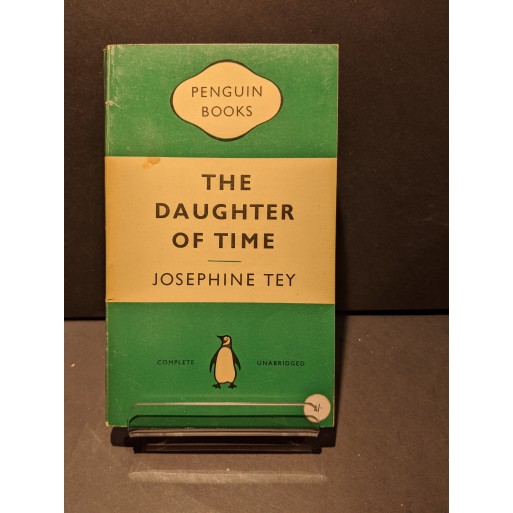 PENGUIN
BOOKS
THE
DAUGHTER
OF TIME
JOSEPHINE TEY
COMPLETE UNABRIDGED